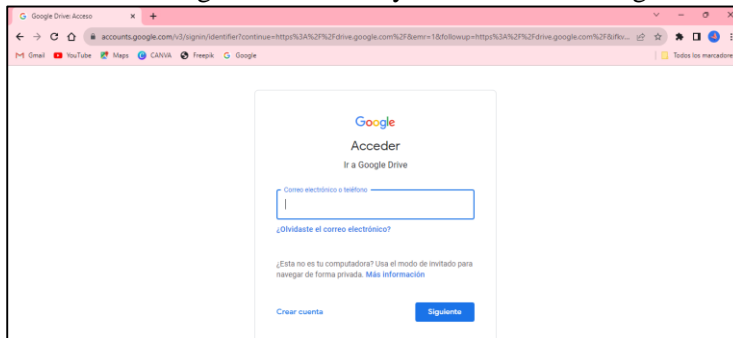 Google Drive: Acceso
accounts.google.com/v3/signin/identifier?continue=https%3A%2F%2Fdrive.google.com%2F&emr=1&followup=https%3A%2F%2Fdrive.google.com%2F&ifkv...
Gmail YouTube Maps CANVA Freepik Google Todos los marcadores
Google
Acceder
Ir a Google Drive
Correo electrónico o teléfono
¿Olvidaste el correo electrónico?
¿Esta no es tu computadora? Usa el modo de invitado para
navegar de forma privada. Más información
Crear cuenta Siguiente